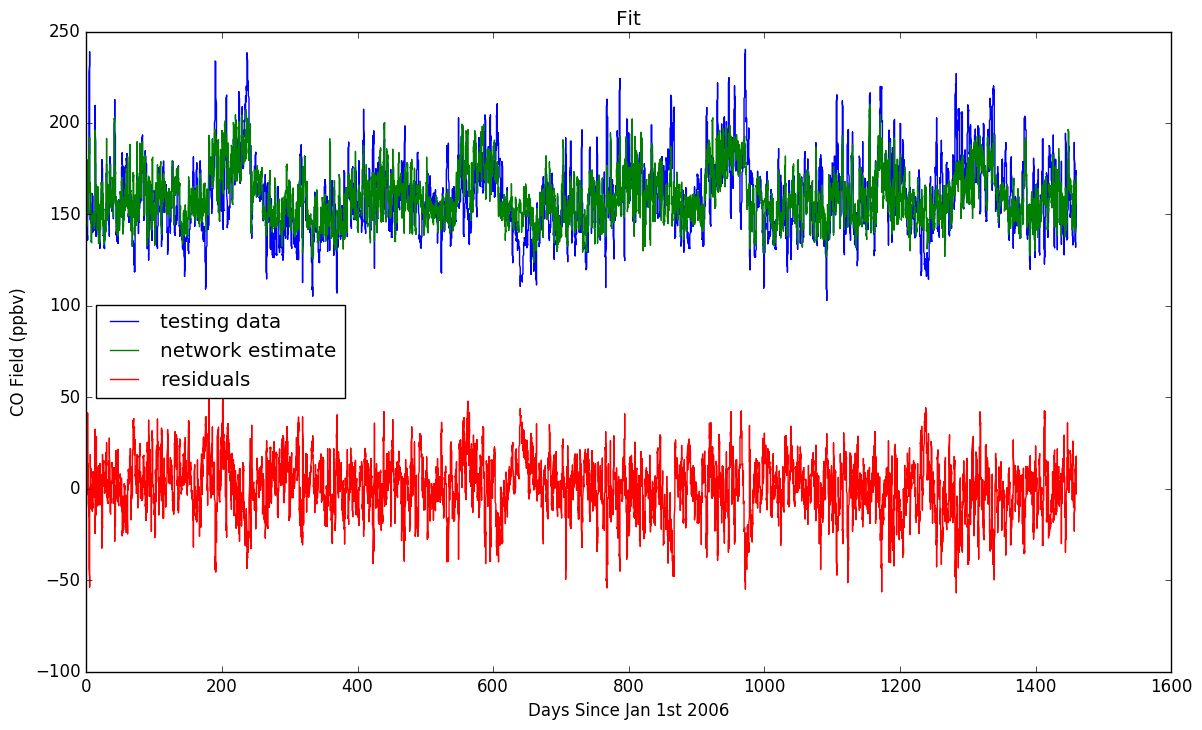 Fit
250
200
150
100
50
0
−50
−100
CO Field (ppbv)
testing data
network estimate
residuals
0 200 400 600 800 1000 1200 1400 1600
Days Since Jan 1st 2006